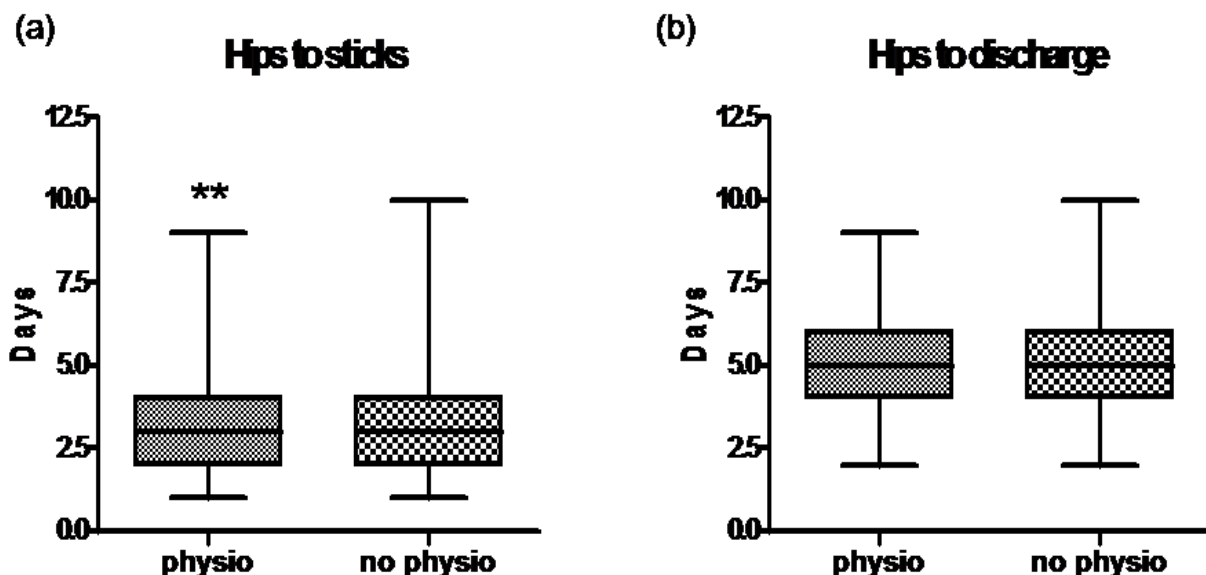 (a)
Hips to sticks
12.5
10.0
7.5
5.0
2.5
0.0
Days
**
physio
no physio
(b)
Hips to discharge
12.5
10.0
7.5
5.0
2.5
0.0
Days
physio
no physio